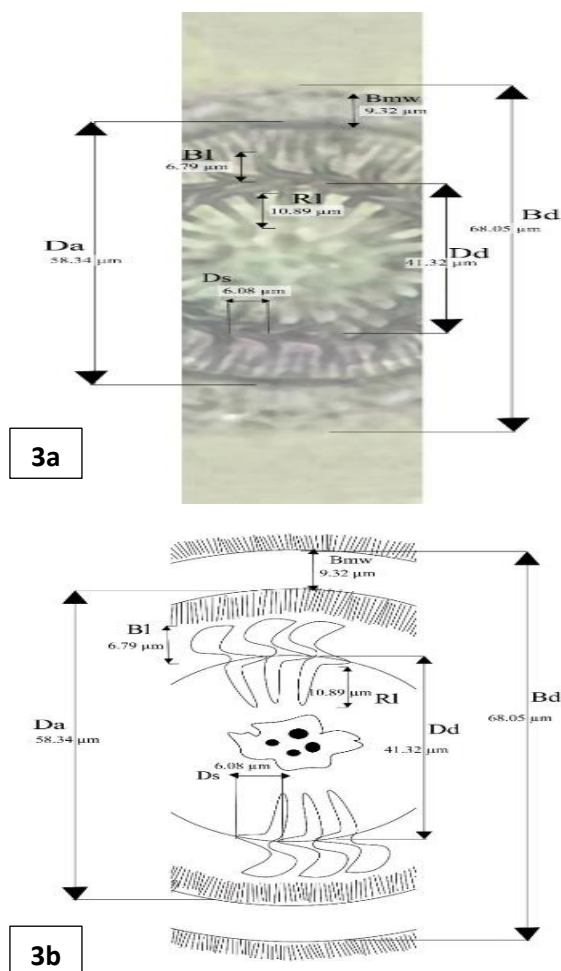 Bmw
9.32 µm
Bl
6.79 µm
Rl
10.89 µm
Bd
68.05 µm
Da
58.34 µm
Dd
41.32 µm
Ds
6.08 µm
3a
Bmw
9.32 µm
Bl
6.79 µm
10.89 µm
Rl
Bd
68.05 µm
Da
58.34 µm
Dd
41.32 µm
6.08 µm
Ds
3b